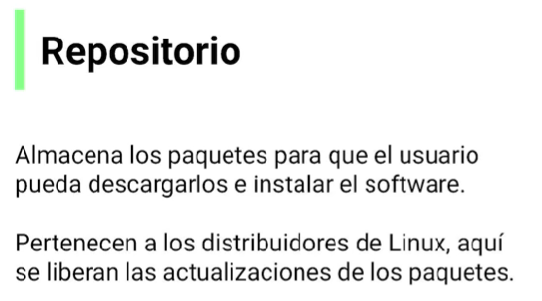 Repositorio
Almacena los paquetes para que el usuario
pueda descargarlos e instalar el software.
Pertenecen a los distribuidores de Linux, aquí
se liberan las actualizaciones de los paquetes.